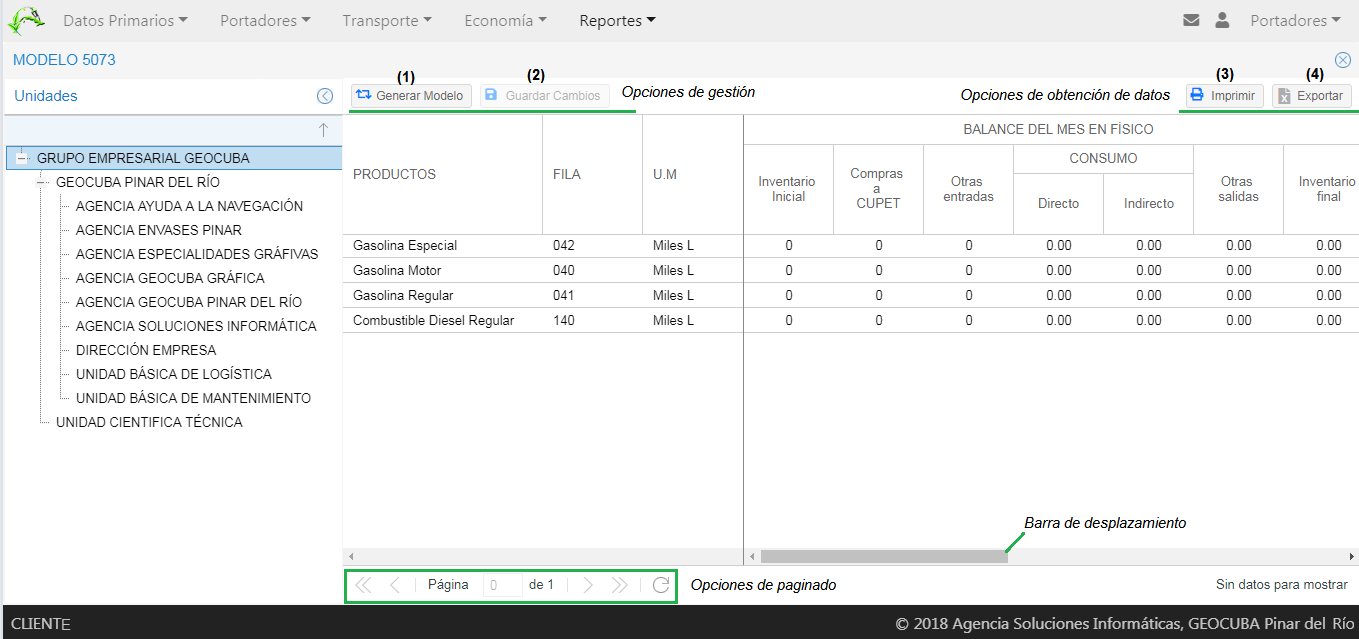 Datos Primarios Portadores Transporte Economía Reportes Portadores
MODELO 5073
(1) (2) (3) (4)
Unidades
Generar Modelo Guardar Cambios Opciones de gestión Opciones de obtención de datos Imprimir Exportar
GRUPO EMPRESARIAL GEOCUBA
GEOCUBA PINAR DEL RÍO
AGENCIA AYUDA A LA NAVEGACIÓN
AGENCIA ENVASES PINAR
AGENCIA ESPECIALIDADES GRÁFIVAS
AGENCIA GEOCUBA GRÁFICA
AGENCIA GEOCUBA PINAR DEL RÍO
AGENCIA SOLUCIONES INFORMÁTICA
DIRECCIÓN EMPRESA
UNIDAD BÁSICA DE LOGÍSTICA
UNIDAD BÁSICA DE MANTENIMIENTO
UNIDAD CIENTIFICA TÉCNICA
BALANCE DEL MES EN FÍSICO
PRODUCTOS FILA U.M
Inventario
Inicial
Compras
a
CUPET
Otras
entradas
CONSUMO
Directo Indirecto
Otras
salidas
Inventario
final
Gasolina Especial 042 Miles L 0 0 0 0.00 0.00 0.00 0.00
Gasolina Motor 040 Miles L 0 0 0 0.00 0.00 0.00 0.00
Gasolina Regular 041 Miles L 0 0 0 0.00 0.00 0.00 0.00
Combustible Diesel Regular 140 Miles L 0 0 0 0.00 0.00 0.00 0.00
Barra de desplazamiento
Página 0 de 1 Opciones de paginado Sin datos para mostrar
CLIENTE © 2018 Agencia Soluciones Informáticas, GEOCUBA Pinar del Río